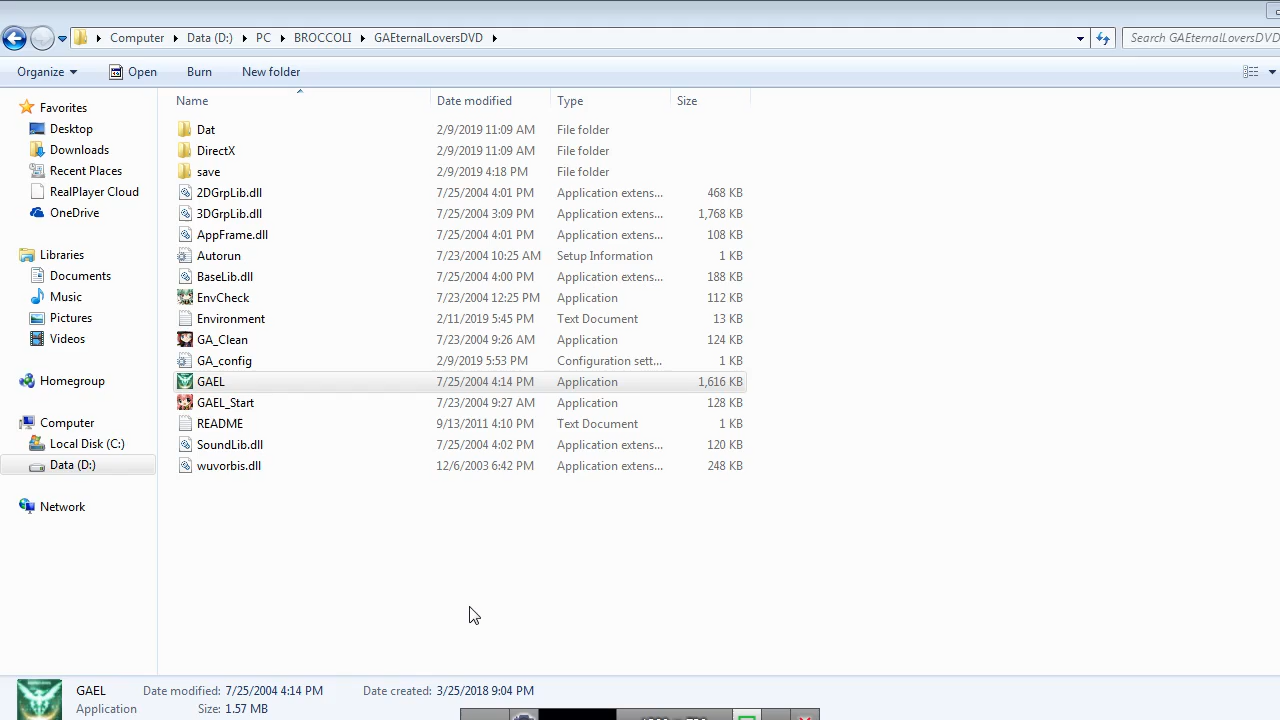 Computer Data (D:) PC BROCCOLI GAEternalLoversDVD Search GAEternalLoversDVD
Organize Open Burn New folder
Name Date modified Type Size
Favorites
Desktop
Downloads
Recent Places
RealPlayer Cloud
OneDrive
Libraries
Documents
Music
Pictures
Videos
Homegroup
Computer
Local Disk (C:)
Data (D:)
Network
Dat 2/9/2019 11:09 AM File folder
DirectX 2/9/2019 11:09 AM File folder
save 2/9/2019 4:18 PM File folder
2DGrpLib.dll 7/25/2004 4:01 PM Application extens... 468 KB
3DGrpLib.dll 7/25/2004 3:09 PM Application extens... 1,768 KB
AppFrame.dll 7/25/2004 4:01 PM Application extens... 108 KB
Autorun 7/23/2004 10:25 AM Setup Information 1 KB
BaseLib.dll 7/25/2004 4:00 PM Application extens... 188 KB
EnvCheck 7/23/2004 12:25 PM Application 112 KB
Environment 2/11/2019 5:45 PM Text Document 13 KB
GA_Clean 7/23/2004 9:26 AM Application 124 KB
GA_config 2/9/2019 5:53 PM Configuration sett... 1 KB
GAEL 7/25/2004 4:14 PM Application 1,616 KB
GAEL_Start 7/23/2004 9:27 AM Application 128 KB
README 9/13/2011 4:10 PM Text Document 1 KB
SoundLib.dll 7/25/2004 4:02 PM Application extens... 120 KB
wuvorbis.dll 12/6/2003 6:42 PM Application extens... 248 KB
GAEL Date modified: 7/25/2004 4:14 PM Date created: 3/25/2018 9:04 PM
Application Size: 1.57 MB